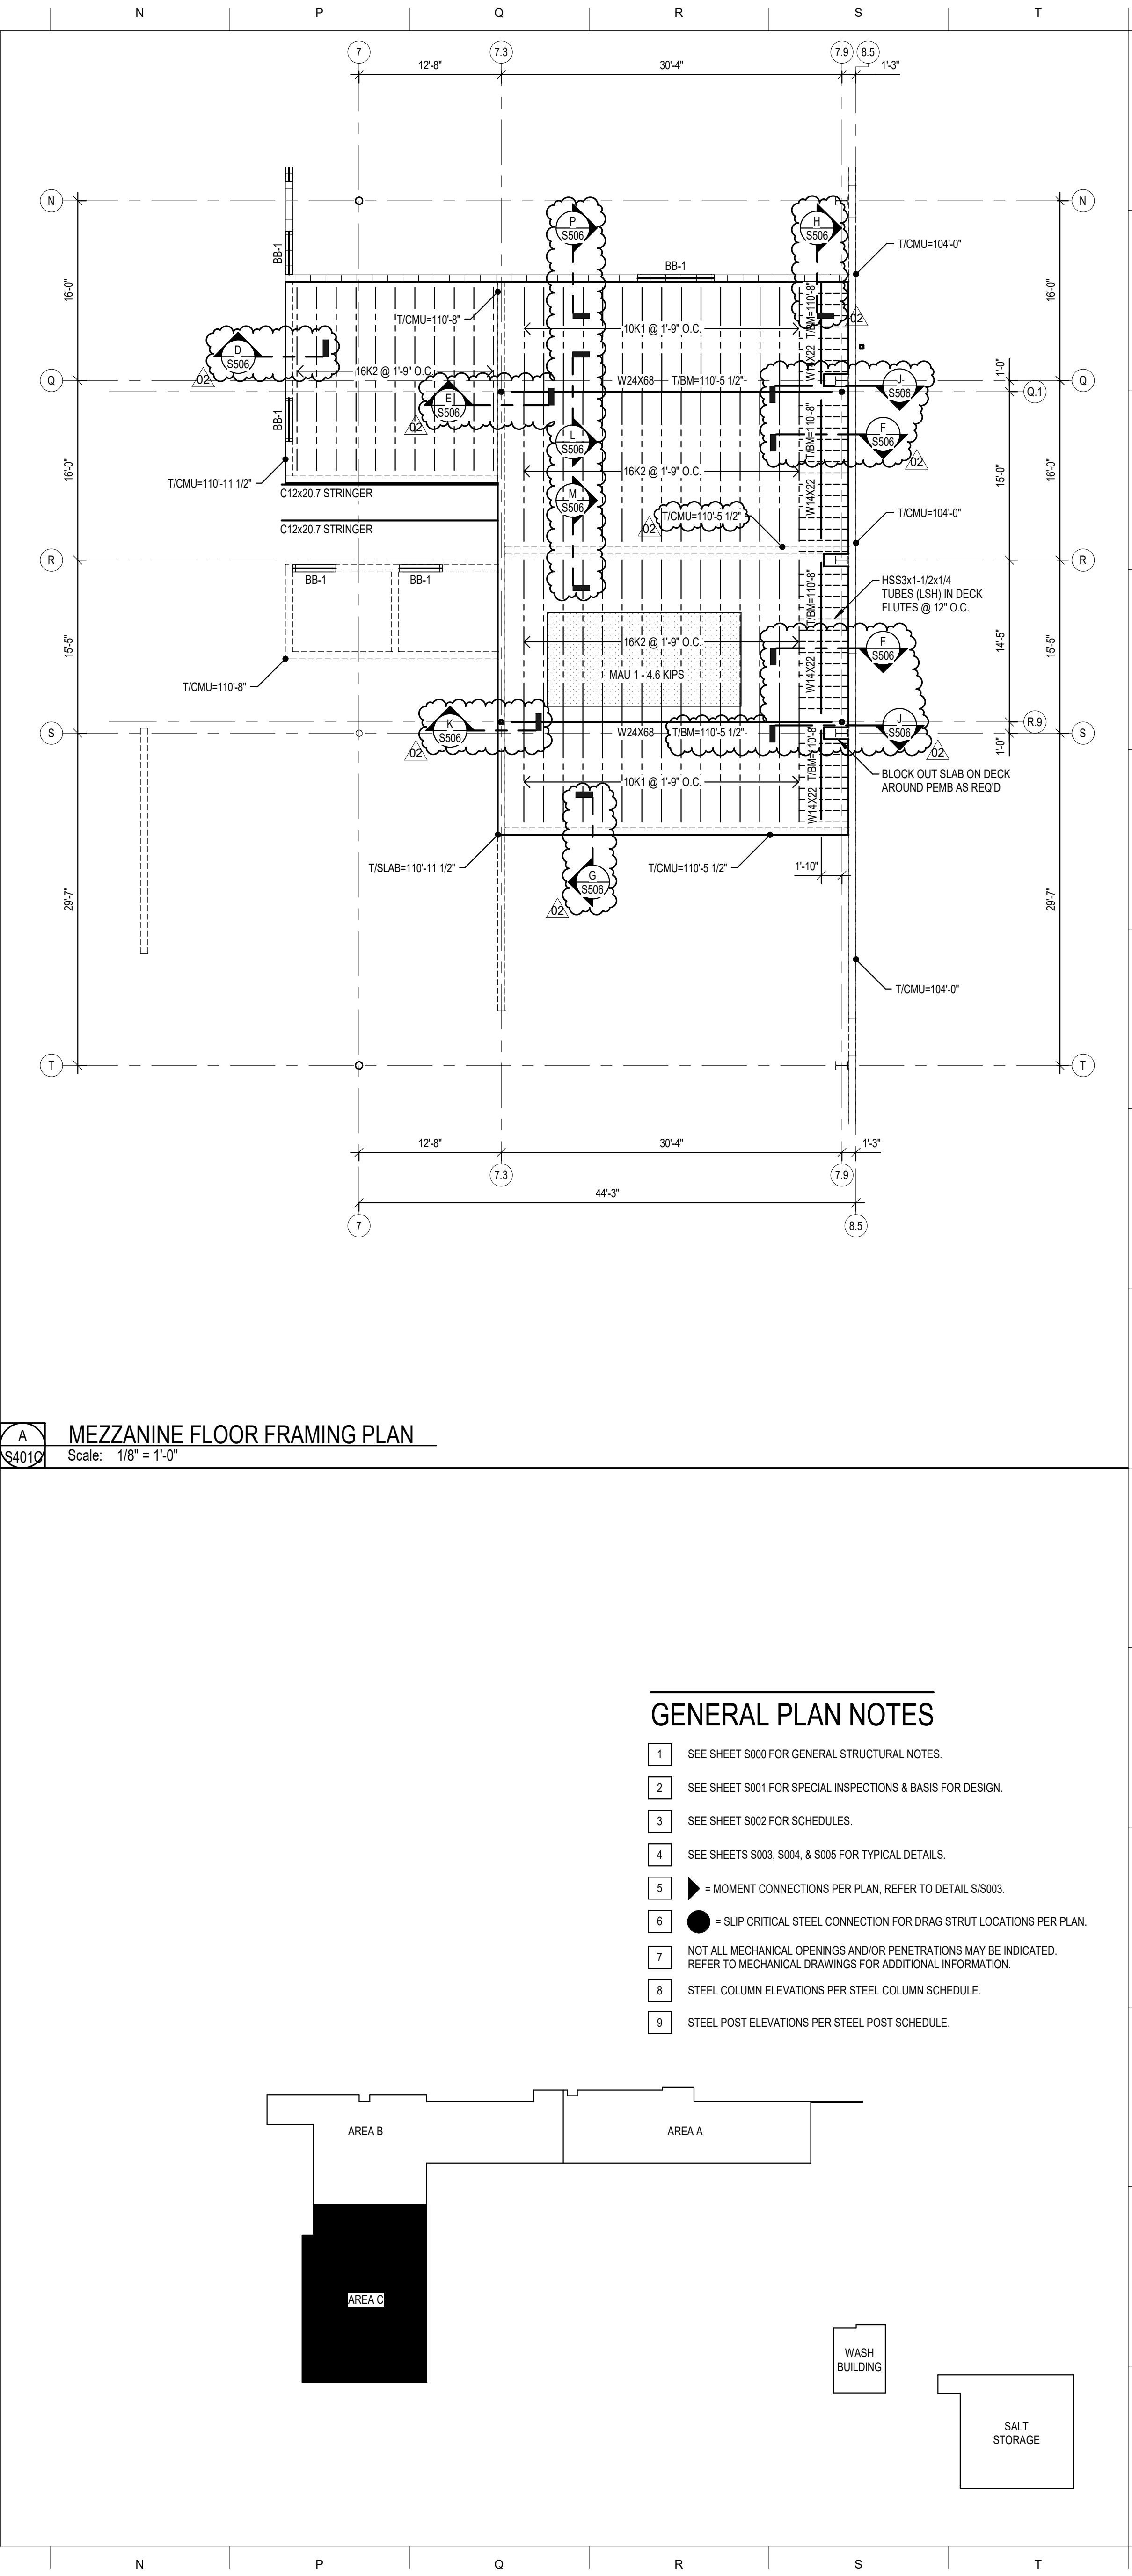 N P Q R S T
7 7.3 7.9 8.5
12'-8" 30'-4" 1'-3"
N N
P
S506
H
S506
T/CMU=104'-0"
BB-1
BB-1
16'-0" 16'-0"
T/CMU=110'-8"
10K1 @ 1'-9" O.C.
W14X22 T/BM=110'-8"
02
D
S506
02
16K2 @ 1'-9" O.C.
1'-0"
Q Q
W24X68 T/BM=110'-5 1/2"
J
S506
Q.1
E
S506
02
BB-1
L
S506
F
S506
02
16'-0" 15'-0" 16'-0"
16K2 @ 1'-9" O.C.
W14X22 T/BM=110'-8"
T/CMU=110'-11 1/2"
C12x20.7 STRINGER
M
S506
T/CMU=110'-5 1/2"
02
T/CMU=104'-0"
C12x20.7 STRINGER
R R
BB-1 BB-1
HSS3x1-1/2x1/4
TUBES (LSH) IN DECK
FLUTES @ 12" O.C.
15'-5" 14'-5" 15'-5"
16K2 @ 1'-9" O.C.
W14X22 T/BM=110'-8"
F
S506
MAU 1 - 4.6 KIPS
T/CMU=110'-8"
K
S506
02
J
S506
02
R.9
S S
W24X68 T/BM=110'-5 1/2"
1'-0"
10K1 @ 1'-9" O.C.
W14X22 T/BM=110'-8"
BLOCK OUT SLAB ON DECK
AROUND PEMB AS REQ'D
T/SLAB=110'-11 1/2"
T/CMU=110'-5 1/2"
1'-10"
G
S506
02
29'-7" 29'-7"
T/CMU=104'-0"
T T
12'-8" 30'-4" 1'-3"
7.3 7.9
44'-3"
7 8.5
A
S401C
MEZZANINE FLOOR FRAMING PLAN
Scale: 1/8" = 1'-0"
GENERAL PLAN NOTES
1 SEE SHEET S000 FOR GENERAL STRUCTURAL NOTES.
2 SEE SHEET S001 FOR SPECIAL INSPECTIONS & BASIS FOR DESIGN.
3 SEE SHEET S002 FOR SCHEDULES.
4 SEE SHEETS S003, S004, & S005 FOR TYPICAL DETAILS.
5 = MOMENT CONNECTIONS PER PLAN, REFER TO DETAIL S/S003.
6 = SLIP CRITICAL STEEL CONNECTION FOR DRAG STRUT LOCATIONS PER PLAN.
7 NOT ALL MECHANICAL OPENINGS AND/OR PENETRATIONS MAY BE INDICATED.
REFER TO MECHANICAL DRAWINGS FOR ADDITIONAL INFORMATION.
8 STEEL COLUMN ELEVATIONS PER STEEL COLUMN SCHEDULE.
9 STEEL POST ELEVATIONS PER STEEL POST SCHEDULE.
AREA B AREA A
AREA C
WASH
BUILDING
SALT
STORAGE
N P Q R S T